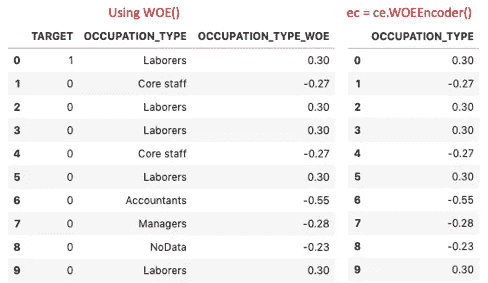 Using WOE() ec = ce.WOEEncoder()
TARGET OCCUPATION_TYPE OCCUPATION_TYPE_WOE OCCUPATION_TYPE
0 1 Laborers 0.30 0 0.30
1 0 Core staff -0.27 1 -0.27
2 0 Laborers 0.30 2 0.30
3 0 Laborers 0.30 3 0.30
4 0 Core staff -0.27 4 -0.27
5 0 Laborers 0.30 5 0.30
6 0 Accountants -0.55 6 -0.55
7 0 Managers -0.28 7 -0.28
8 0 NoData -0.23 8 -0.23
9 0 Laborers 0.30 9 0.30